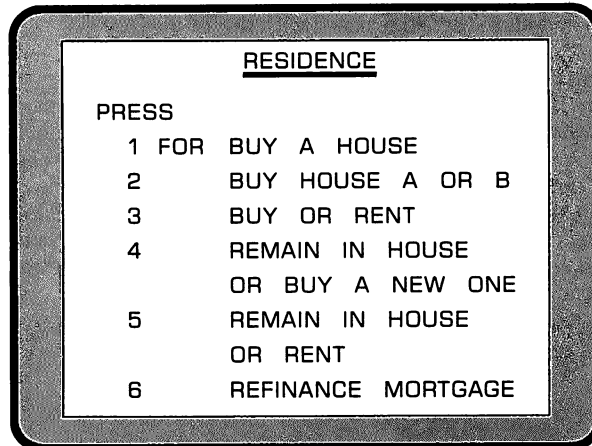 RESIDENCE
PRESS
1 FOR BUY A HOUSE
2 BUY HOUSE A OR B
3 BUY OR RENT
4 REMAIN IN HOUSE
OR BUY A NEW ONE
5 REMAIN IN HOUSE
OR RENT
6 REFINANCE MORTGAGE